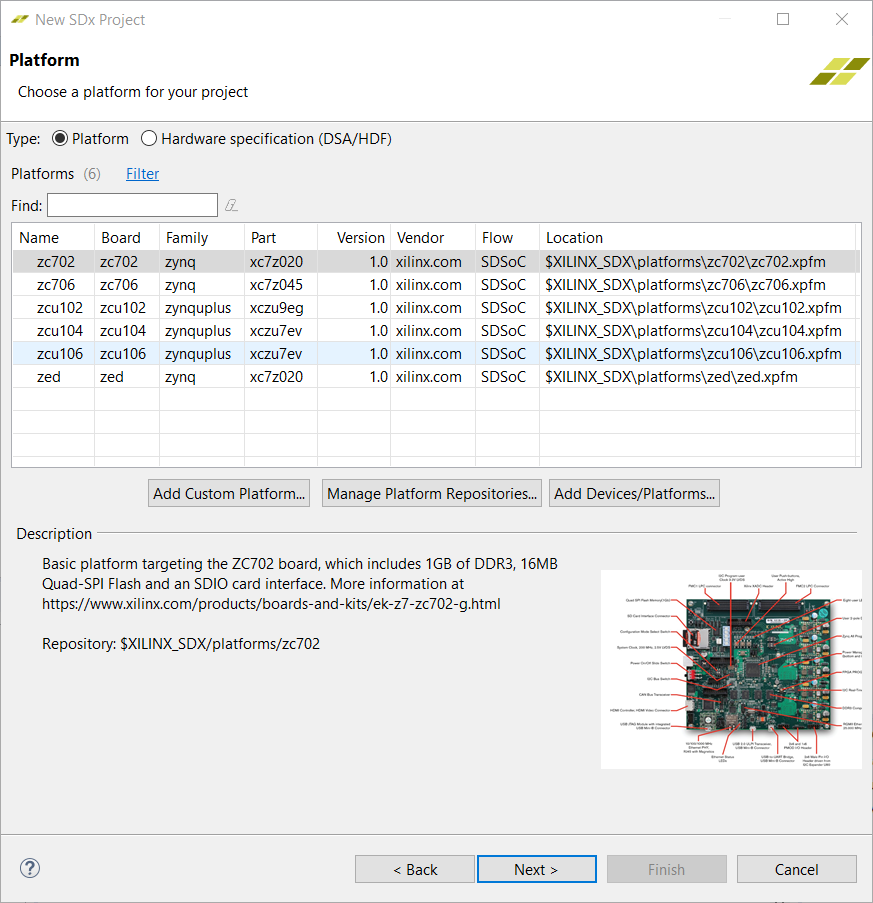 New SDx Project
Platform
Choose a platform for your project
Type: Platform Hardware specification (DSA/HDF)
Platforms (6) Filter
Find:
Name Board Family Part Version Vendor Flow Location
zc702 zc702 zynq xc7z020 1.0 xilinx.com SDSoC $XILINX_SDX\platforms\zc702\zc702.xpfm
zc706 zc706 zynq xc7z045 1.0 xilinx.com SDSoC $XILINX_SDX\platforms\zc706\zc706.xpfm
zcu102 zcu102 zynquplus xczu9eg 1.0 xilinx.com SDSoC $XILINX_SDX\platforms\zcu102\zcu102.xpfm
zcu104 zcu104 zynquplus xczu7ev 1.0 xilinx.com SDSoC $XILINX_SDX\platforms\zcu104\zcu104.xpfm
zcu106 zcu106 zynquplus xczu7ev 1.0 xilinx.com SDSoC $XILINX_SDX\platforms\zcu106\zcu106.xpfm
zed zed zynq xc7z020 1.0 xilinx.com SDSoC $XILINX_SDX\platforms\zed\zed.xpfm
Add Custom Platform... Manage Platform Repositories... Add Devices/Platforms...
Description
Basic platform targeting the ZC702 board, which includes 1GB of DDR3, 16MB
Quad-SPI Flash and an SDIO card interface. More information at
https://www.xilinx.com/products/boards-and-kits/ek-z7-zc702-g.html
Repository: $XILINX_SDX/platforms/zc702
< Back Next > Finish Cancel